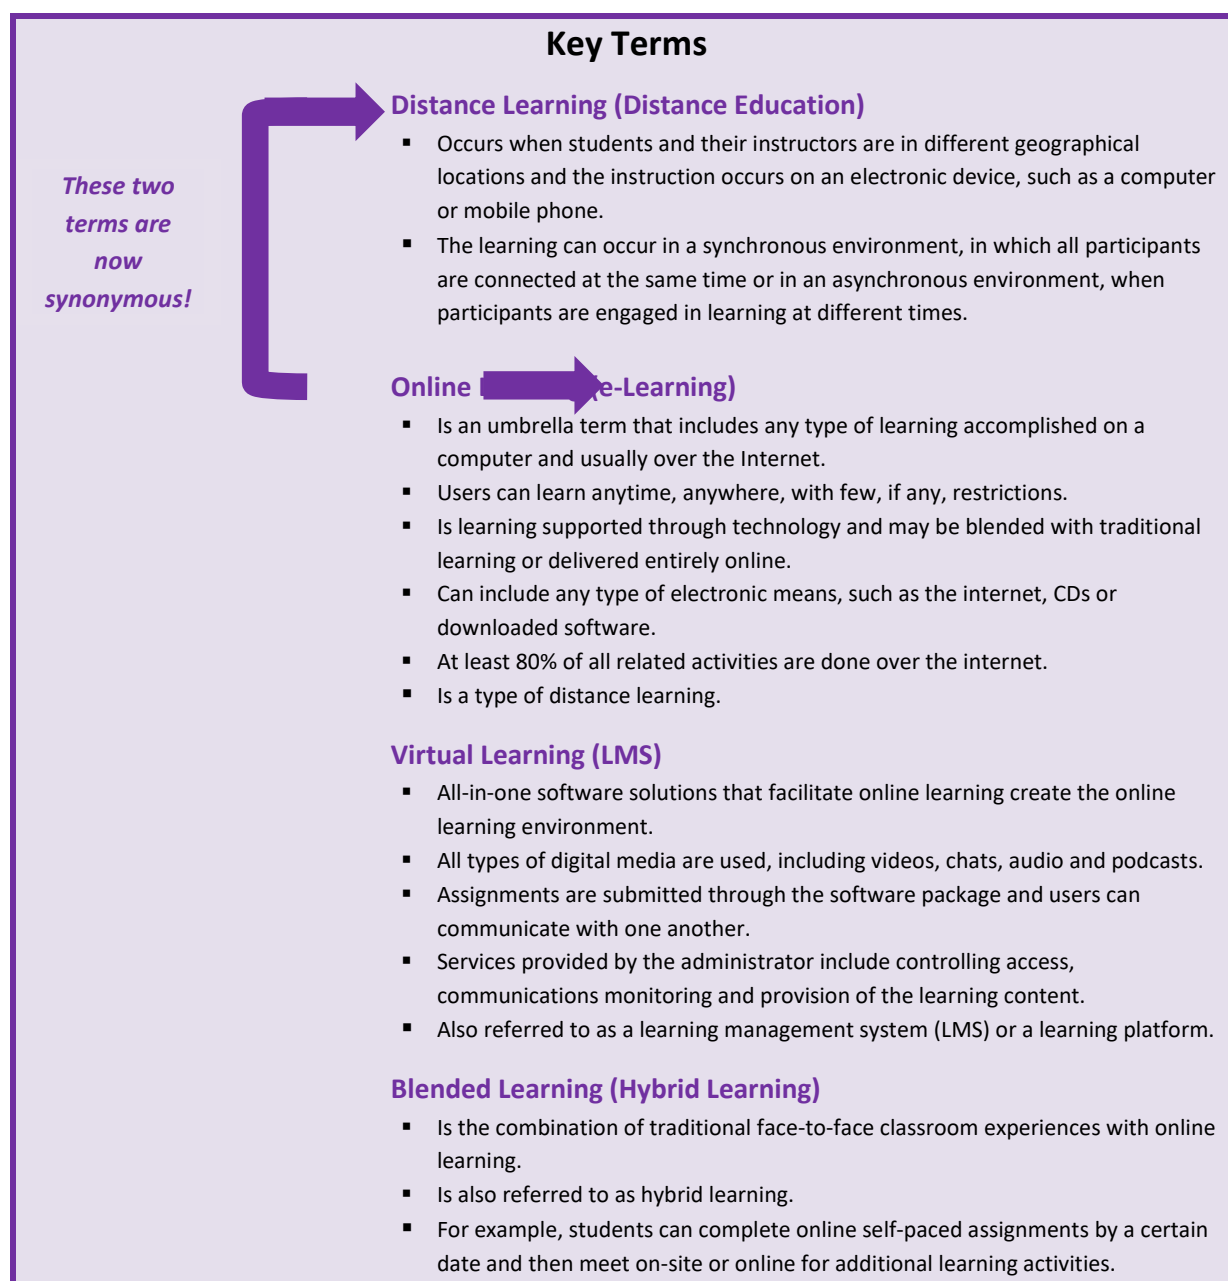 Key Terms
Distance Learning (Distance Education)
▪ Occurs when students and their instructors are in different geographical
locations and the instruction occurs on an electronic device, such as a computer
or mobile phone.
▪ The learning can occur in a synchronous environment, in which all participants
are connected at the same time or in an asynchronous environment, when
participants are engaged in learning at different times.
These two
terms are
now
synonymous!
Online (e-Learning)
▪ Is an umbrella term that includes any type of learning accomplished on a
computer and usually over the Internet.
▪ Users can learn anytime, anywhere, with few, if any, restrictions.
▪ Is learning supported through technology and may be blended with traditional
learning or delivered entirely online.
▪ Can include any type of electronic means, such as the internet, CDs or
downloaded software.
▪ At least 80% of all related activities are done over the internet.
▪ Is a type of distance learning.
Virtual Learning (LMS)
▪ All-in-one software solutions that facilitate online learning create the online
learning environment.
▪ All types of digital media are used, including videos, chats, audio and podcasts.
▪ Assignments are submitted through the software package and users can
communicate with one another.
▪ Services provided by the administrator include controlling access,
communications monitoring and provision of the learning content.
▪ Also referred to as a learning management system (LMS) or a learning platform.
Blended Learning (Hybrid Learning)
▪ Is the combination of traditional face-to-face classroom experiences with online
learning.
▪ Is also referred to as hybrid learning.
▪ For example, students can complete online self-paced assignments by a certain
date and then meet on-site or online for additional learning activities.